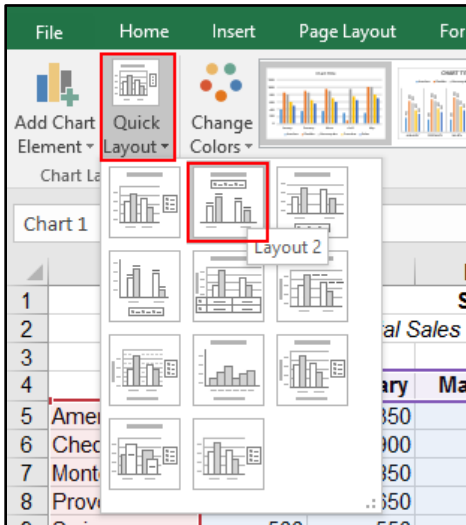 File Home Insert Page Layout For
Add Chart Element Quick Layout Change Colors
Chart La
Chart 1
Layout 2
1 S
2 ral Sales
3
4 ary Ma
5 Amer 350
6 Chec 900
7 Mont 350
8 Prov 650